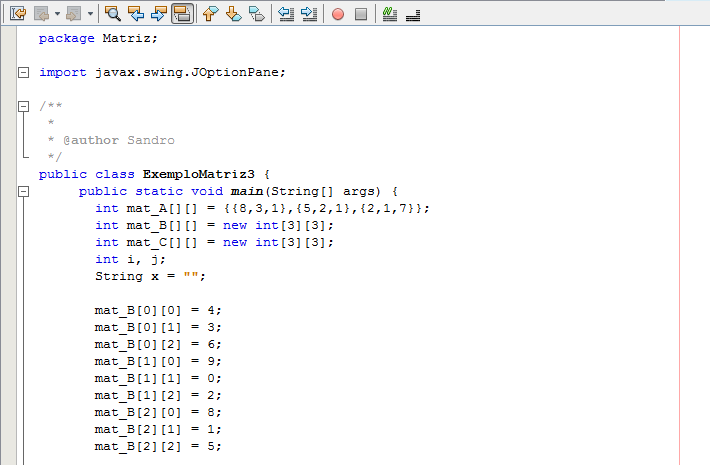 package Matriz;
import javax.swing.JOptionPane;
/**
*
* @author Sandro
*/
public class ExemploMatriz3 {
public static void main(String[] args) {
int mat_A[][] = {{8,3,1},{5,2,1},{2,1,7}};
int mat_B[][] = new int[3][3];
int mat_C[][] = new int[3][3];
int i, j;
String x = "";
mat_B[0][0] = 4;
mat_B[0][1] = 3;
mat_B[0][2] = 6;
mat_B[1][0] = 9;
mat_B[1][1] = 0;
mat_B[1][2] = 2;
mat_B[2][0] = 8;
mat_B[2][1] = 1;
mat_B[2][2] = 5;